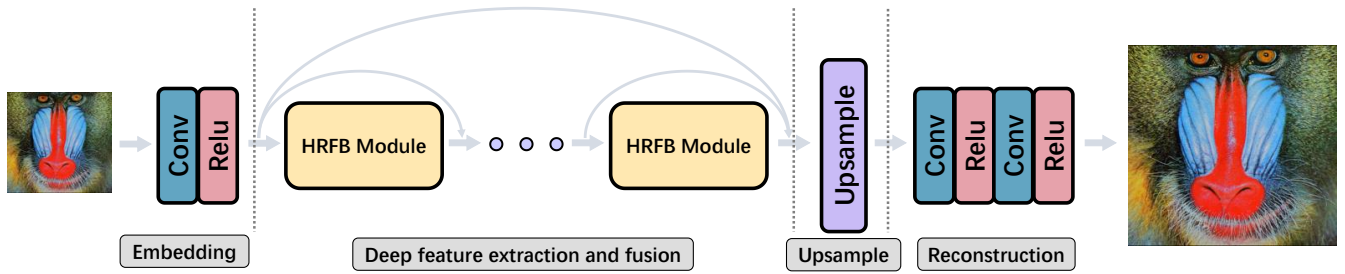 Conv
Relu
HRFB Module
HRFB Module
Upsample
Conv
Relu
Conv
Relu
Embedding
Deep feature extraction and fusion
Upsample
Reconstruction